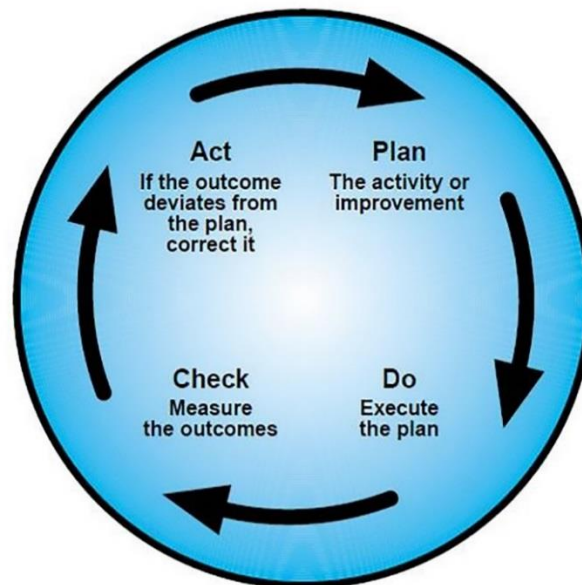 Act
If the outcome
deviates from
the plan,
correct it
Plan
The activity or
improvement
Check
Measure
the outcomes
Do
Execute
the plan